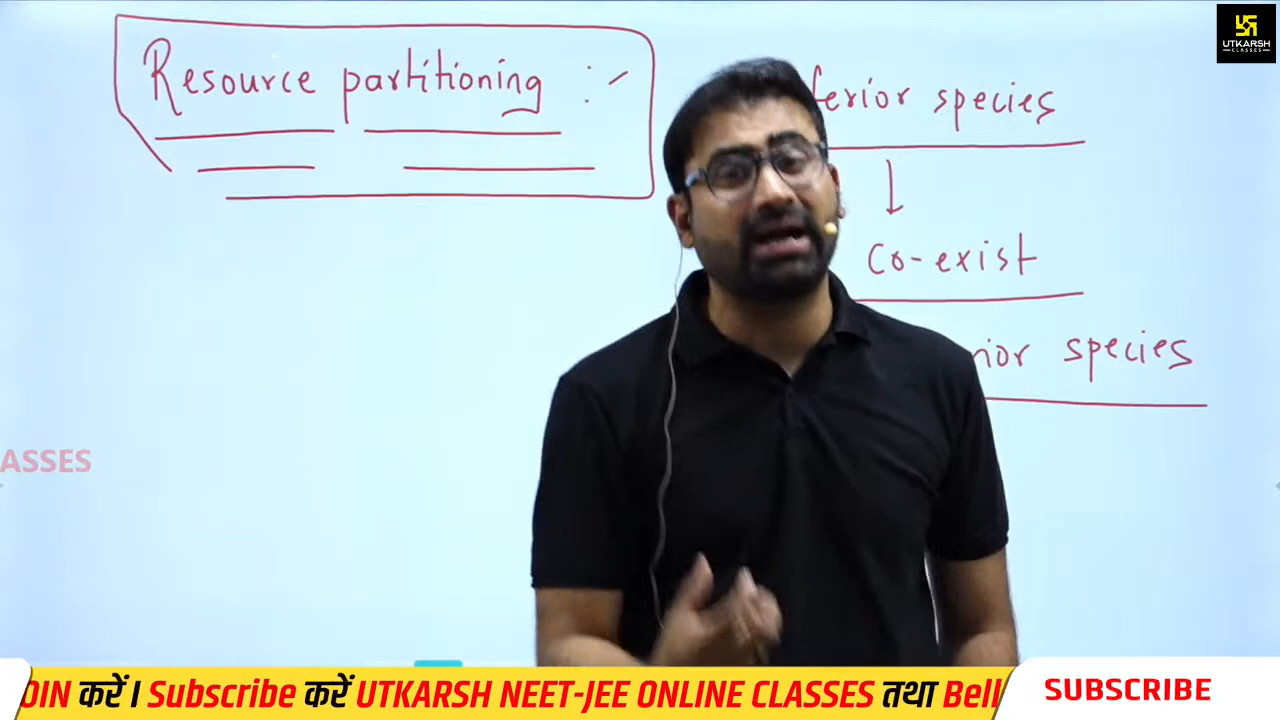 Resource partitioning :-
ferior species
↓
co-exist
rior species
UTKARSH
CLASSES
ASSES
OIN करें I Subscribe करें UTKARSH NEET-JEE ONLINE CLASSES तथा Bell
SUBSCRIBE